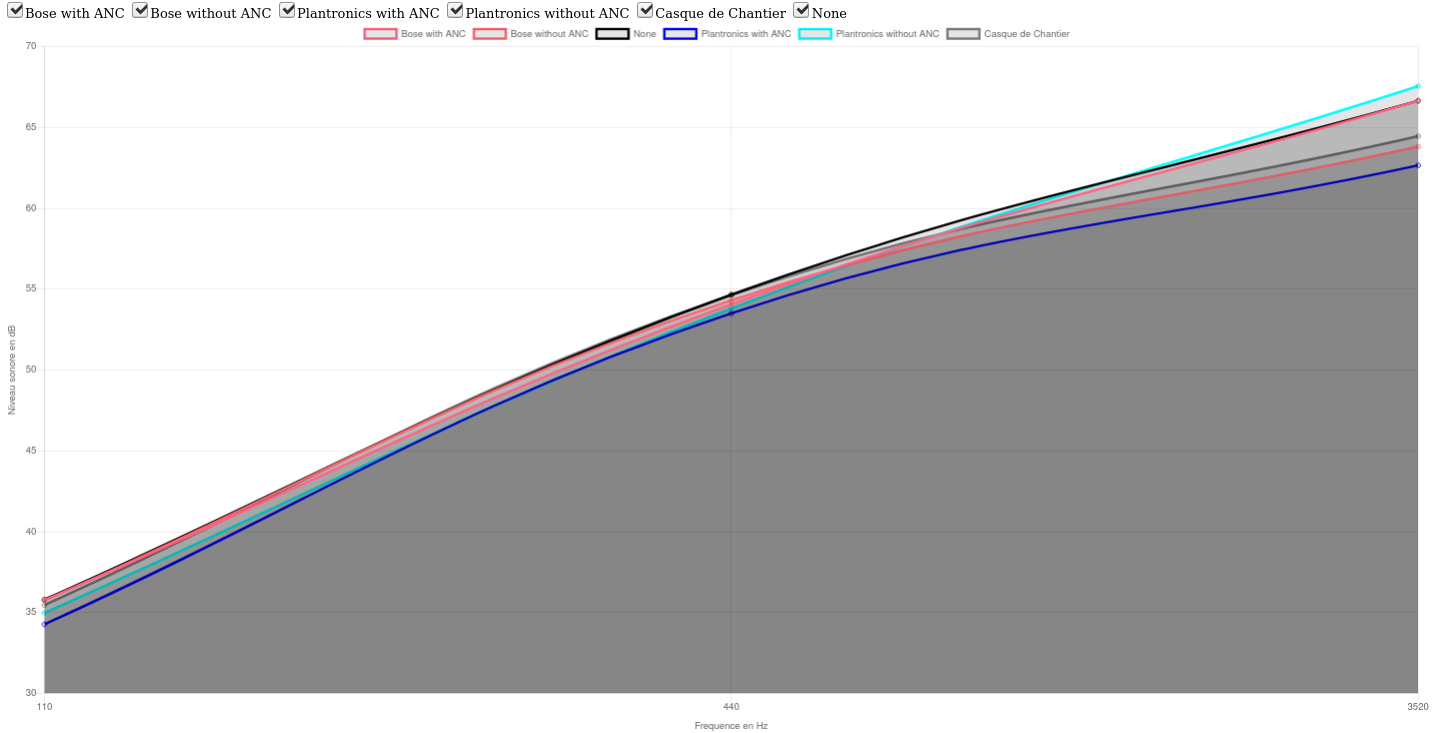 Bose with ANC Bose without ANC Plantronics with ANC Plantronics without ANC Casque de Chantier None
Bose with ANC Bose without ANC None Plantronics with ANC Plantronics without ANC Casque de Chantier
70
65
60
55
50
45
40
35
30
Niveau sonore en dB
110 440 3520
Frequence en Hz